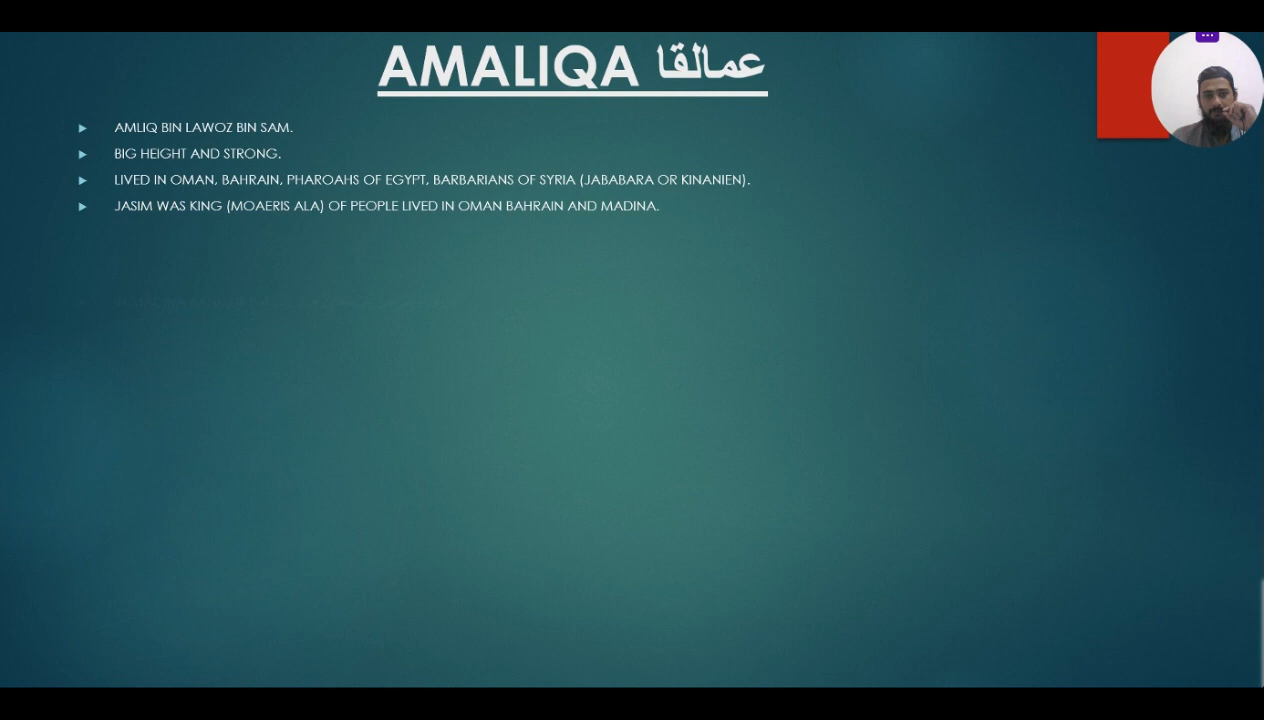 AMALIQA عمالقا
AMLIQ BIN LAWOZ BIN SAM.
BIG HEIGHT AND STRONG.
LIVED IN OMAN, BAHRAIN, PHAROAHS OF EGYPT, BARBARIANS OF SYRIA (JABABARA OR KINANIEN).
JASIM WAS KING (MOAERIS ALA) OF PEOPLE LIVED IN OMAN BAHRAIN AND MADINA.